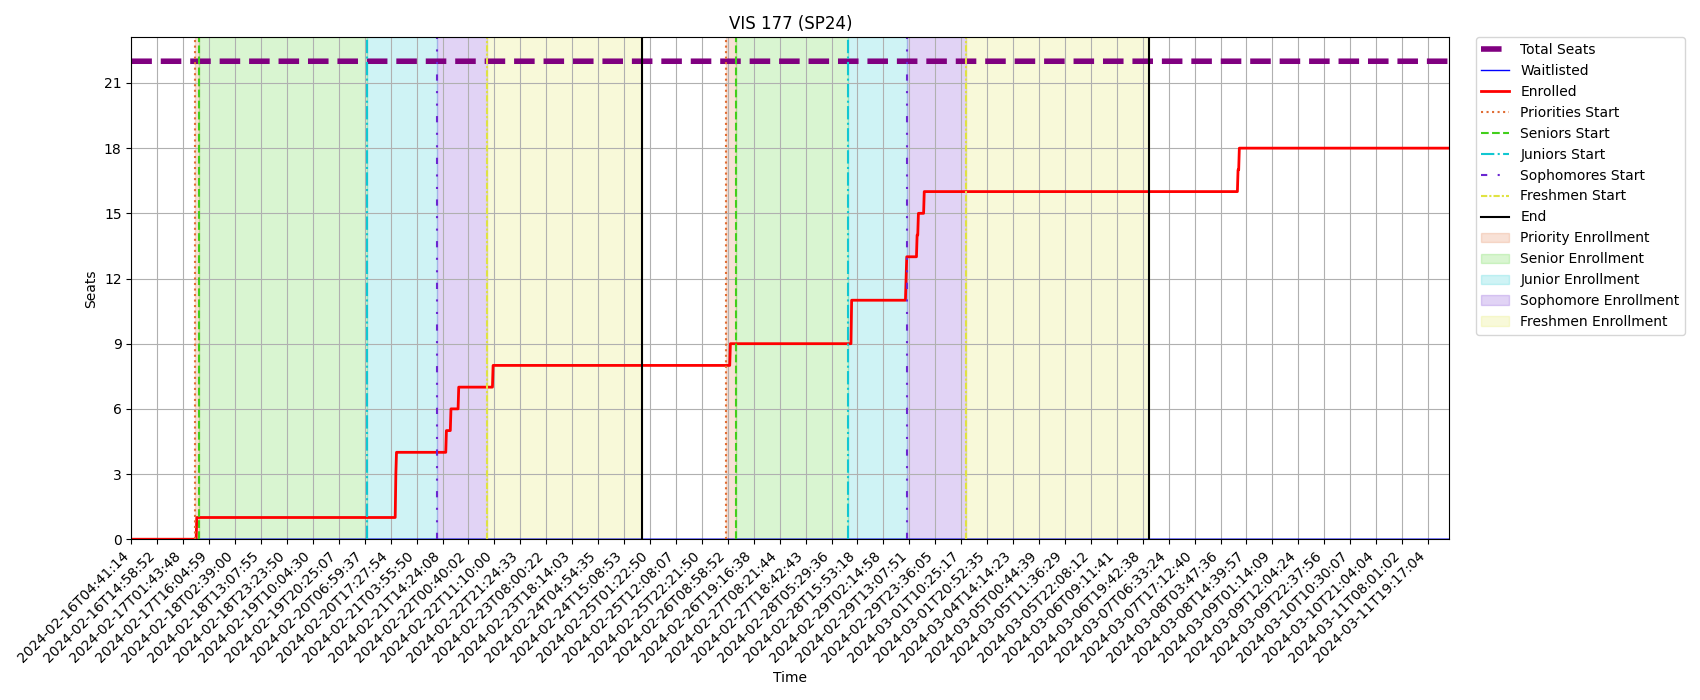 VIS 177 (SP24)
Seats
21
18
15
12
9
6
3
0
2024-02-16T04:41:14
2024-02-16T14:58:52
2024-02-17T01:43:48
2024-02-17T16:04:59
2024-02-18T02:39:00
2024-02-18T13:07:55
2024-02-18T23:23:50
2024-02-19T10:04:30
2024-02-19T20:25:07
2024-02-20T06:59:37
2024-02-20T17:27:54
2024-02-21T03:55:50
2024-02-21T14:24:08
2024-02-22T00:40:02
2024-02-22T11:10:00
2024-02-22T21:24:33
2024-02-23T08:00:22
2024-02-23T18:14:03
2024-02-24T04:54:35
2024-02-24T15:08:53
2024-02-25T01:22:50
2024-02-25T12:08:07
2024-02-25T22:21:50
2024-02-26T08:58:52
2024-02-26T19:16:38
2024-02-27T08:21:44
2024-02-27T18:42:43
2024-02-28T05:29:36
2024-02-28T15:53:18
2024-02-29T02:14:58
2024-02-29T13:07:51
2024-02-29T23:36:05
2024-03-01T10:25:17
2024-03-01T20:52:35
2024-03-04T14:14:23
2024-03-05T00:44:39
2024-03-05T11:36:29
2024-03-05T22:08:12
2024-03-06T09:11:41
2024-03-06T19:42:38
2024-03-07T06:33:24
2024-03-07T17:12:40
2024-03-08T03:47:36
2024-03-08T14:39:57
2024-03-09T01:14:09
2024-03-09T12:04:24
2024-03-09T22:37:56
2024-03-10T10:30:07
2024-03-10T21:04:04
2024-03-11T08:01:02
2024-03-11T19:17:04
Time
Total Seats
Waitlisted
Enrolled
Priorities Start
Seniors Start
Juniors Start
Sophomores Start
Freshmen Start
End
Priority Enrollment
Senior Enrollment
Junior Enrollment
Sophomore Enrollment
Freshmen Enrollment